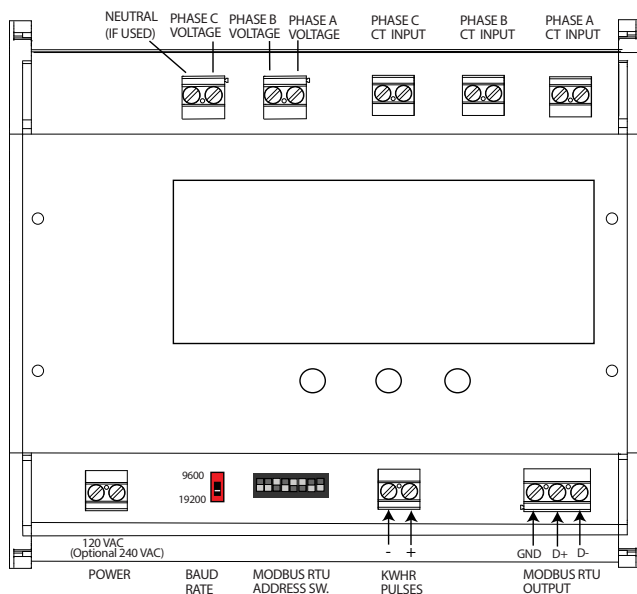 NEUTRAL
(IF USED)
PHASE C
VOLTAGE
PHASE B
VOLTAGE
PHASE A
VOLTAGE
PHASE C
CT INPUT
PHASE B
CT INPUT
PHASE A
CT INPUT
9600
19200
120 VAC
(Optional 240 VAC)
POWER
BAUD
RATE
MODBUS RTU
ADDRESS SW.
- +
KWHR
PULSES
GND D+ D-
MODBUS RTU
OUTPUT